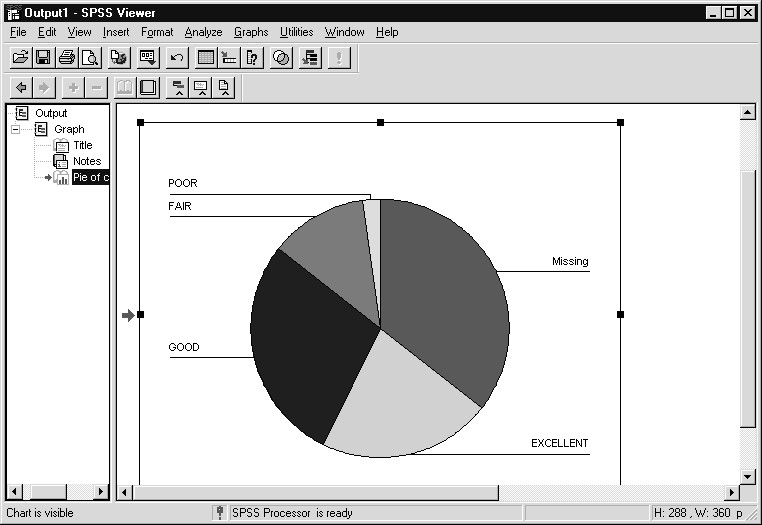 Output1 - SPSS Viewer
File Edit View Insert Format Analyze Graphs Utilities Window Help
Output
Graph
Title
Notes
Pie of c
POOR
FAIR
Missing
GOOD
EXCELLENT
Chart is visible SPSS Processor is ready H: 288 , W: 360 p